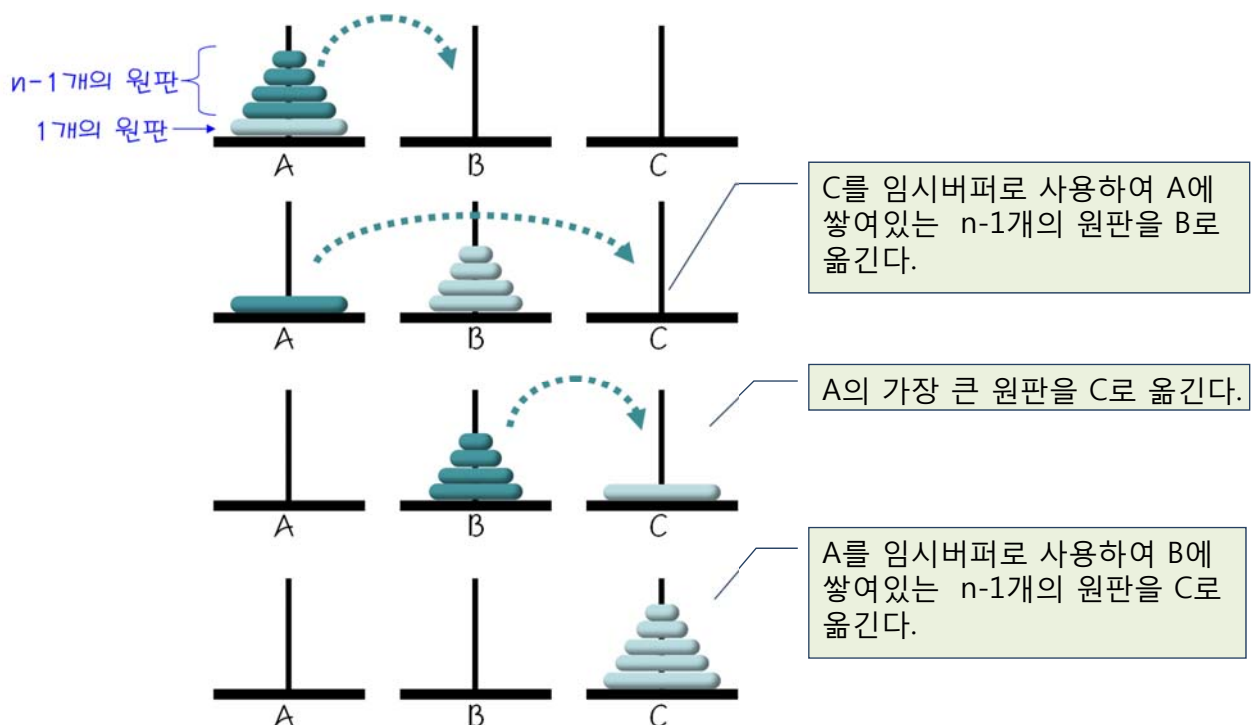 n-1개의 원판
1개의 원판
A B C
C를 임시버퍼로 사용하여 A에
쌓여있는 n-1개의 원판을 B로
옮긴다.
A B C
A의 가장 큰 원판을 C로 옮긴다.
A B C
A를 임시버퍼로 사용하여 B에
쌓여있는 n-1개의 원판을 C로
옮긴다.
A B C